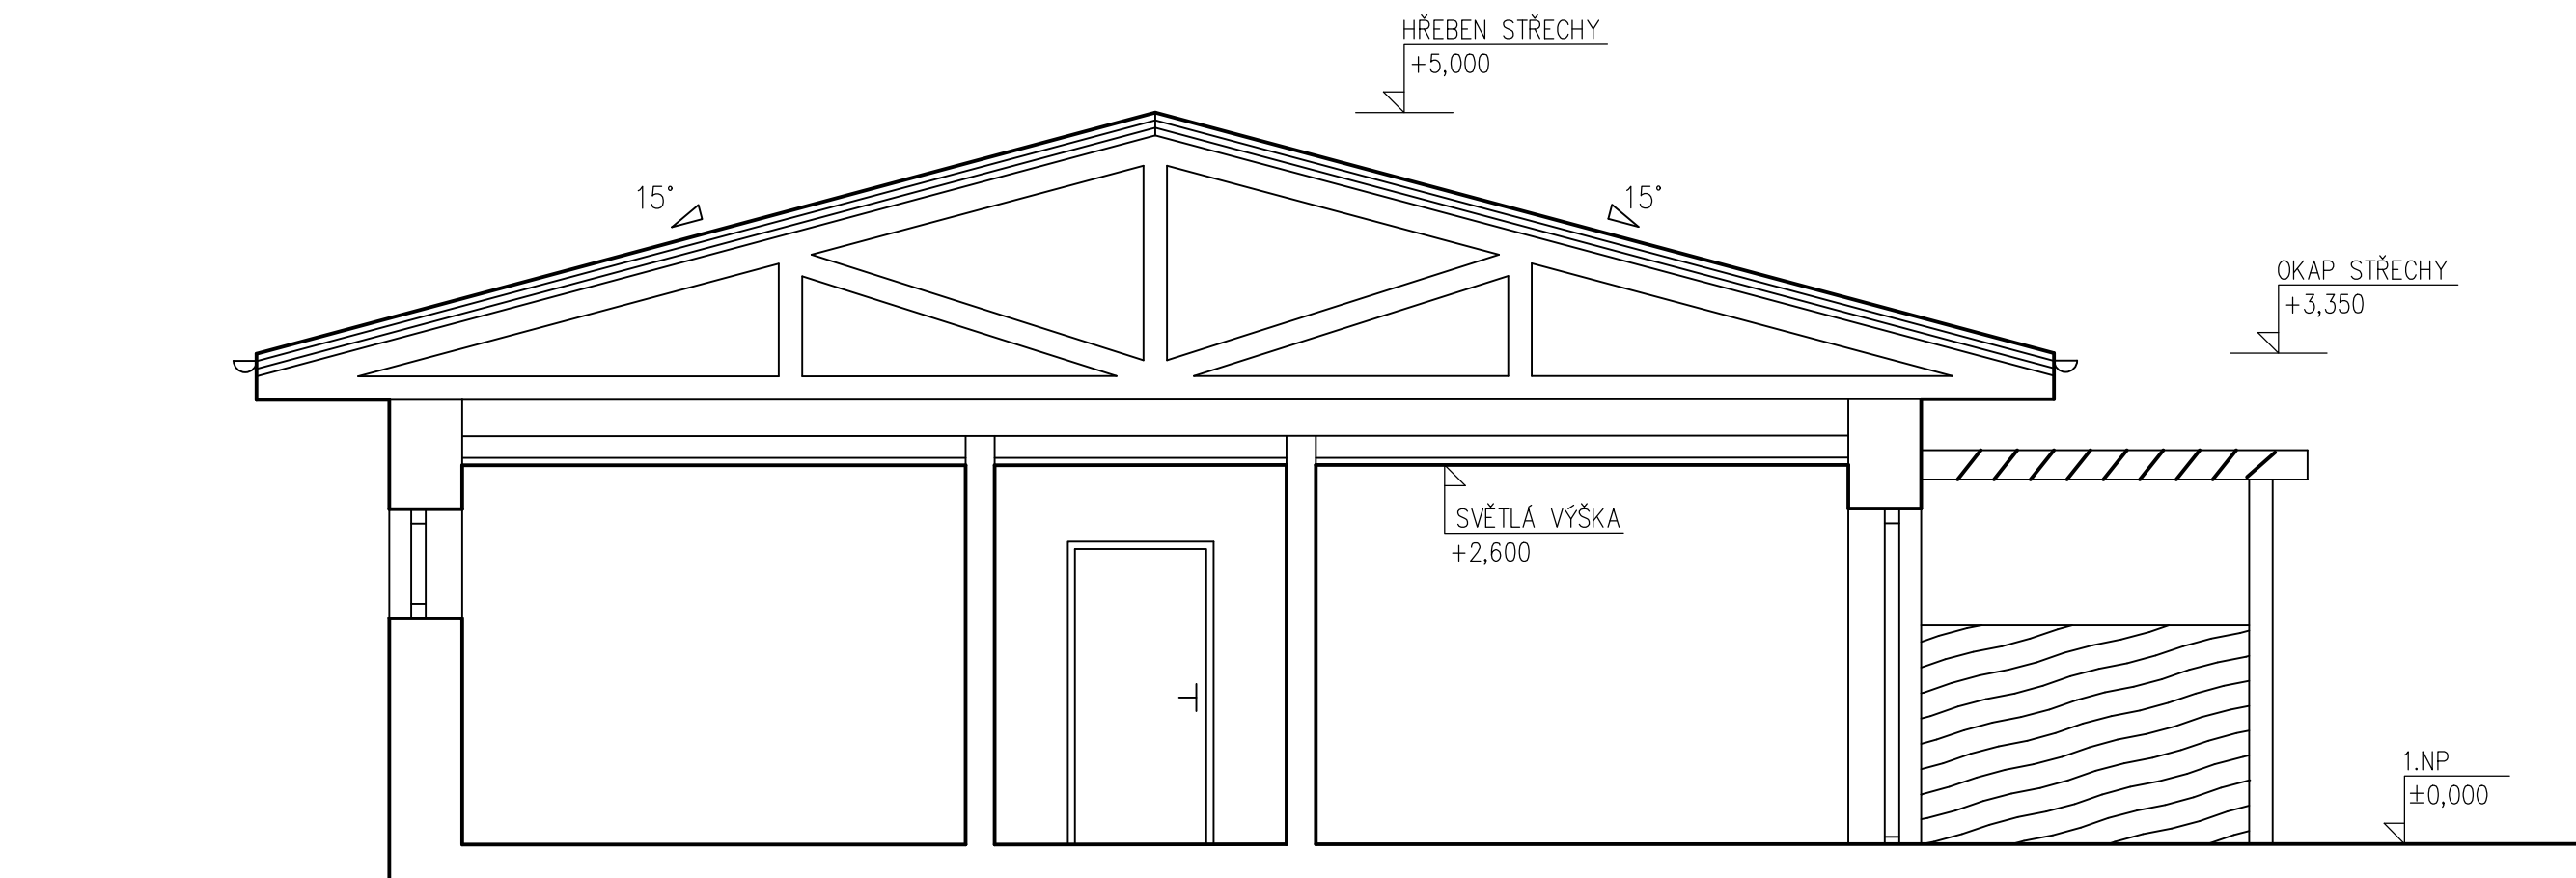 HŘEBEN STŘECHY
+5,000
15°
15°
OKAP STŘECHY
+3,350
SVĚTLÁ VÝŠKA
+2,600
1.NP
±0,000